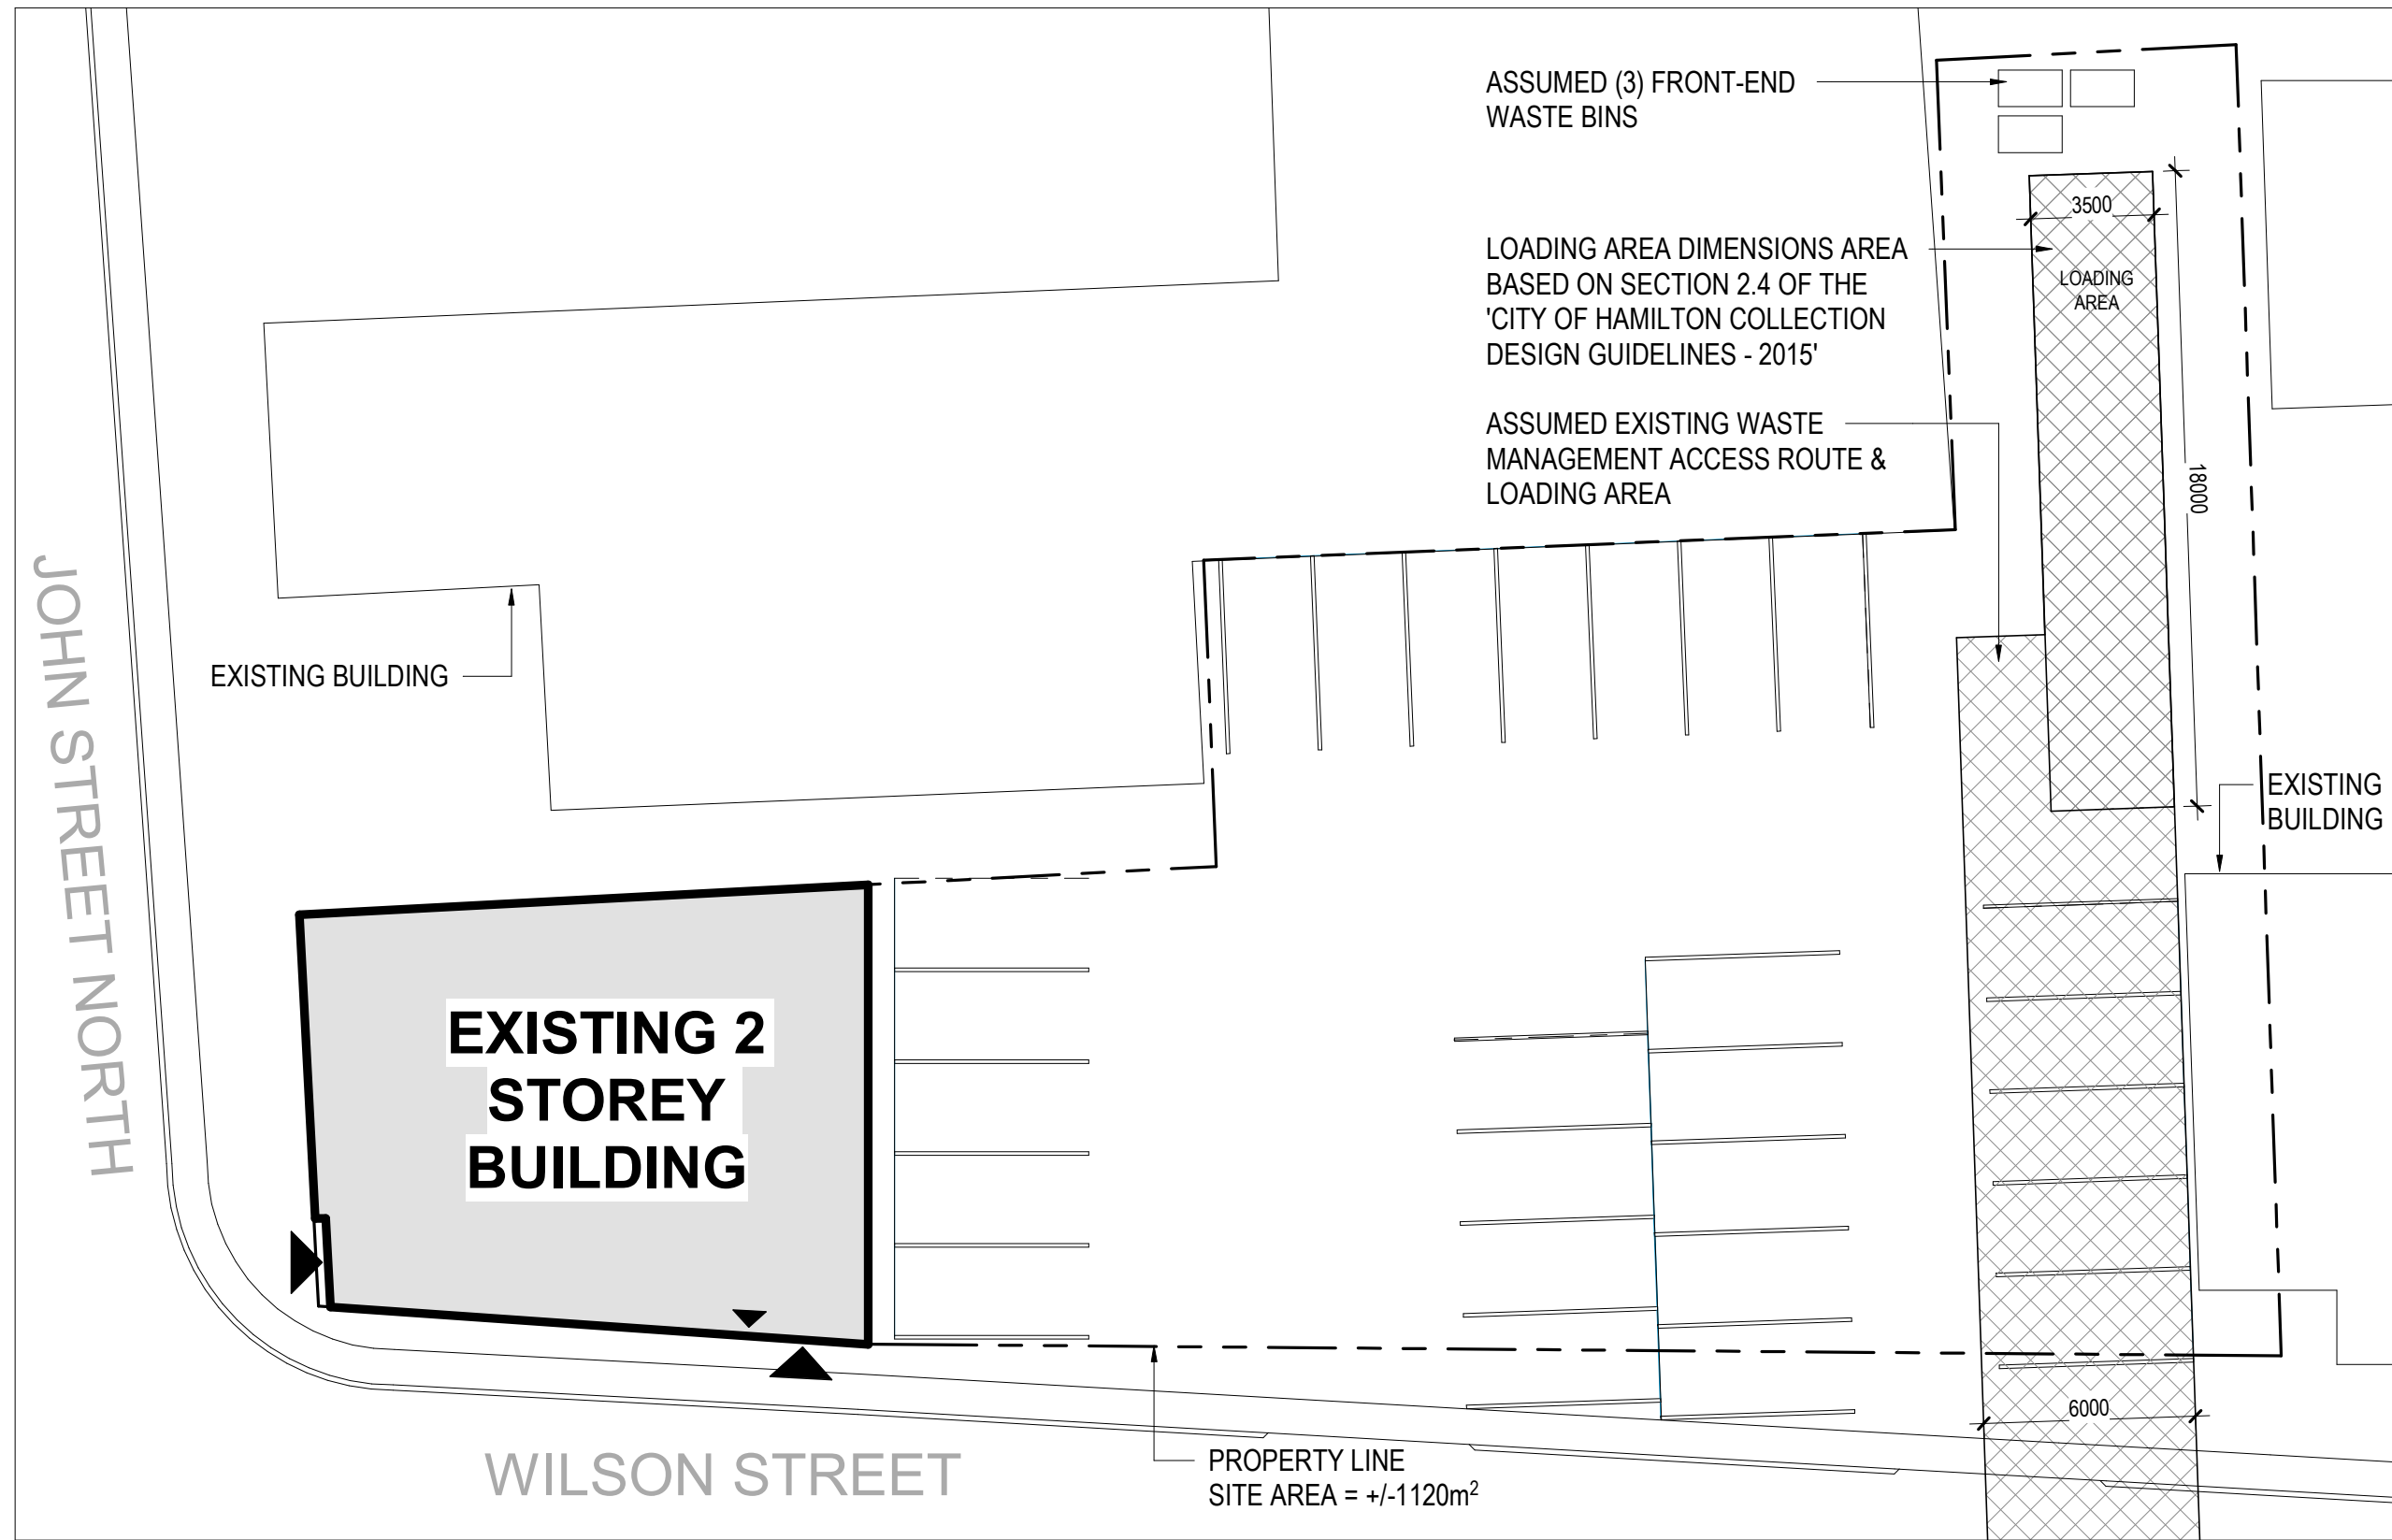 ASSUMED (3) FRONT-END
WASTE BINS
3500
LOADING AREA DIMENSIONS AREA
BASED ON SECTION 2.4 OF THE
'CITY OF HAMILTON COLLECTION
DESIGN GUIDELINES - 2015'
LOADING
AREA
ASSUMED EXISTING WASTE
MANAGEMENT ACCESS ROUTE &
LOADING AREA
18000
JOHN STREET NORTH
EXISTING BUILDING
EXISTING
BUILDING
EXISTING 2
STOREY
BUILDING
6000
WILSON STREET
PROPERTY LINE
SITE AREA = +/-1120m²